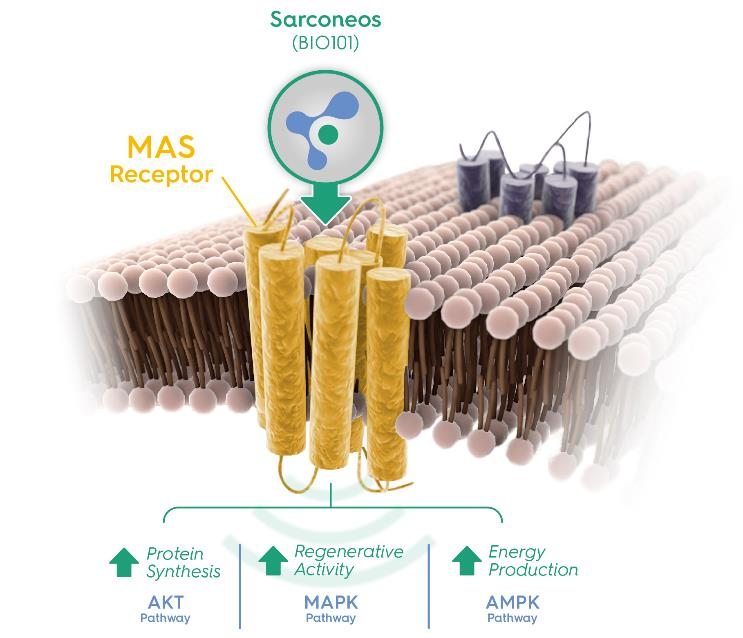 Sarconeos
(BIO101)
MAS
Receptor
Protein
Synthesis
AKT
Pathway
Regenerative
Activity
MAPK
Pathway
Energy
Production
AMPK
Pathway